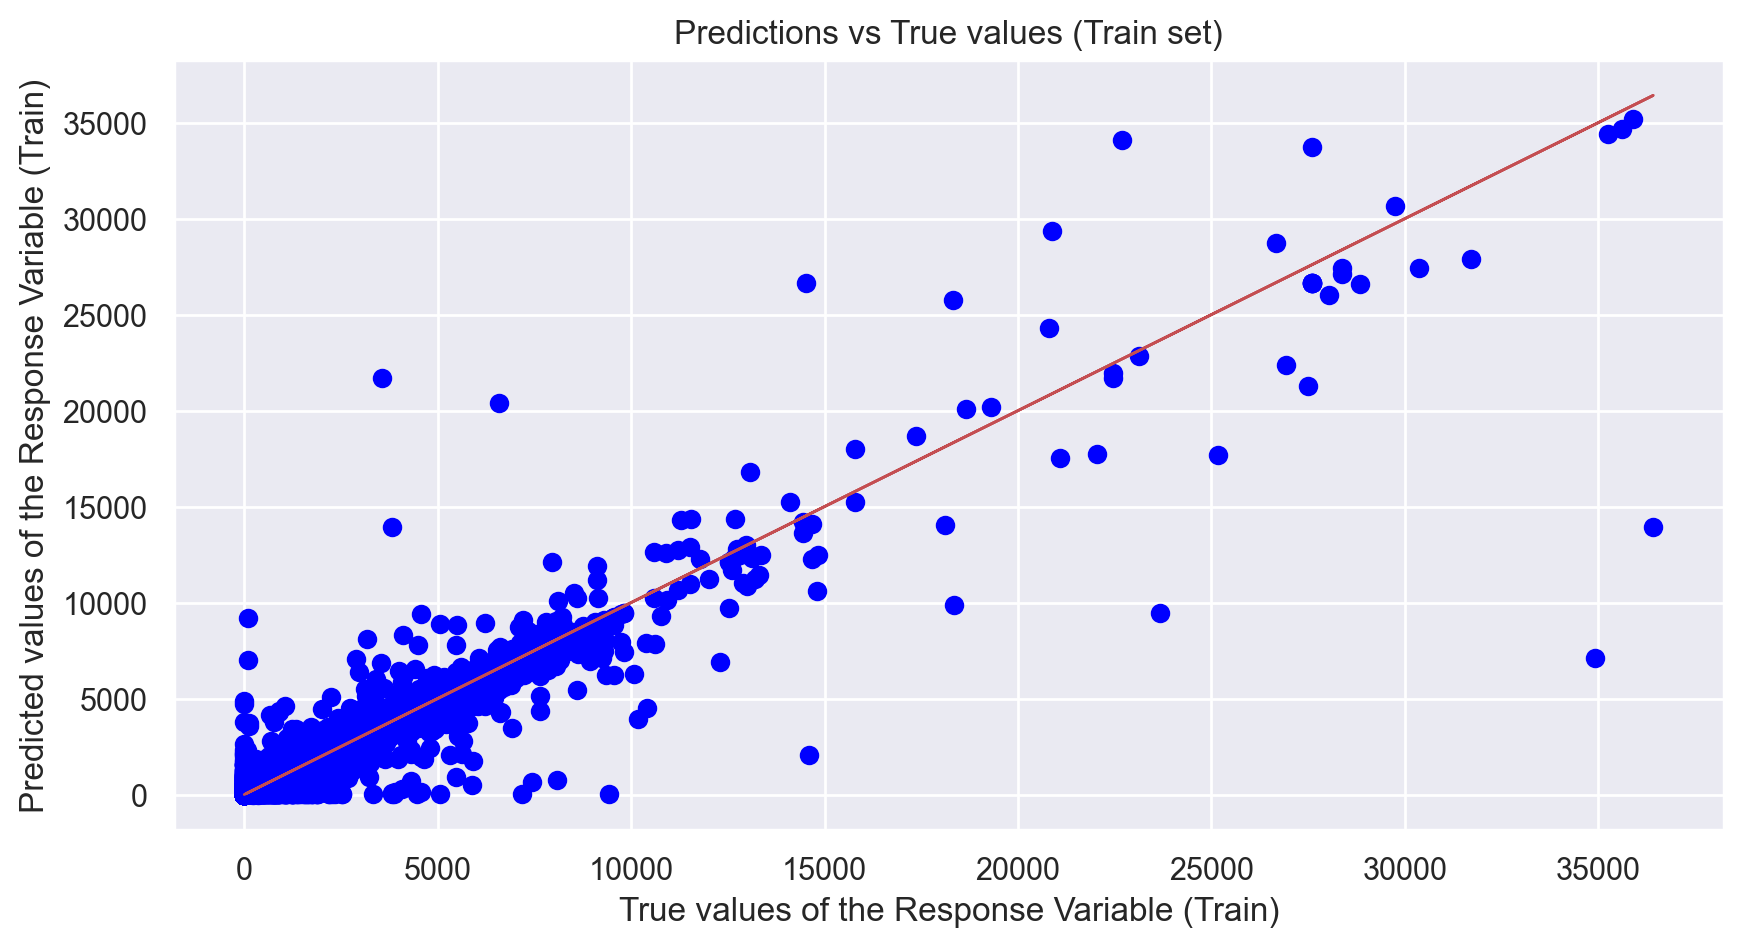 Predictions vs True values (Train set)
Predicted values of the Response Variable (Train)
35000
30000
25000
20000
15000
10000
5000
0
0 5000 10000 15000 20000 25000 30000 35000
True values of the Response Variable (Train)